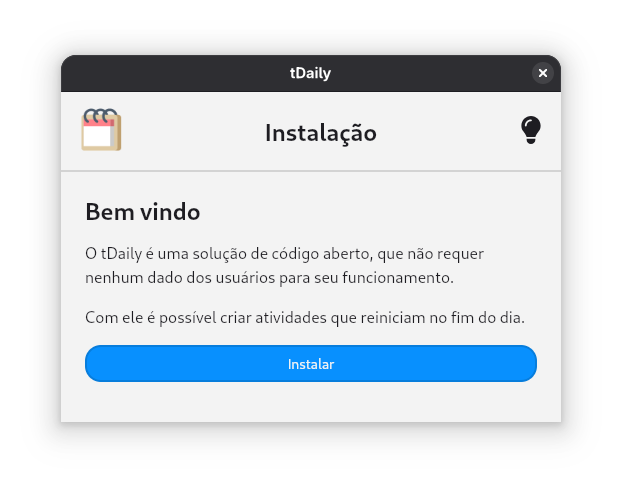 tDaily
Instalação
Bem vindo
O tDaily é uma solução de código aberto, que não requer
nenhum dado dos usuários para seu funcionamento.
Com ele é possível criar atividades que reiniciam no fim do dia.
Instalar